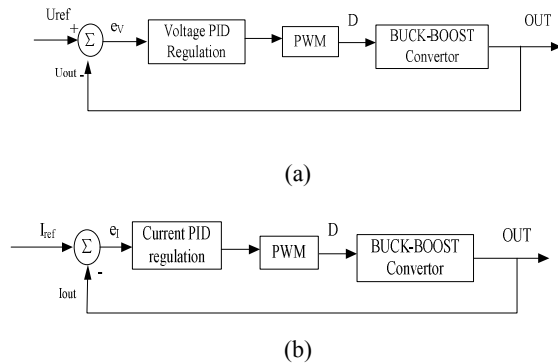 Uref
+
Σ
eV
Voltage PID
Regulation
PWM
D
BUCK-BOOST
Convertor
OUT
Uout -
(a)
Iref
Σ
eI
Current PID
regulation
PWM
D
BUCK-BOOST
Convertor
OUT
-
Iout
(b)